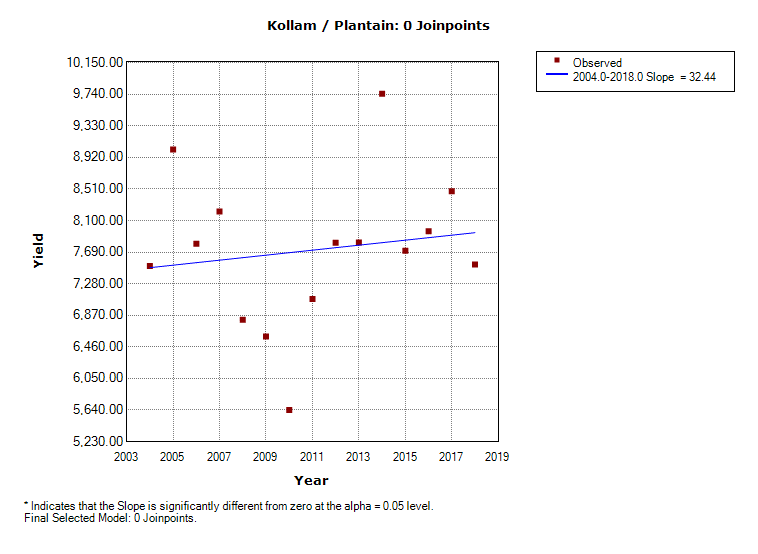 Kollam / Plantain: 0 Joinpoints
Observed
2004.0-2018.0 Slope  = 32.44
10,150.00
9,740.00
9,330.00
8,920.00
8,510.00
8,100.00
7,690.00
7,280.00
6,870.00
6,460.00
6,050.00
5,640.00
5,230.00
Yield
2003 2005 2007 2009 2011 2013 2015 2017 2019
Year
* Indicates that the Slope is significantly different from zero at the alpha = 0.05 level.
Final Selected Model: 0 Joinpoints.